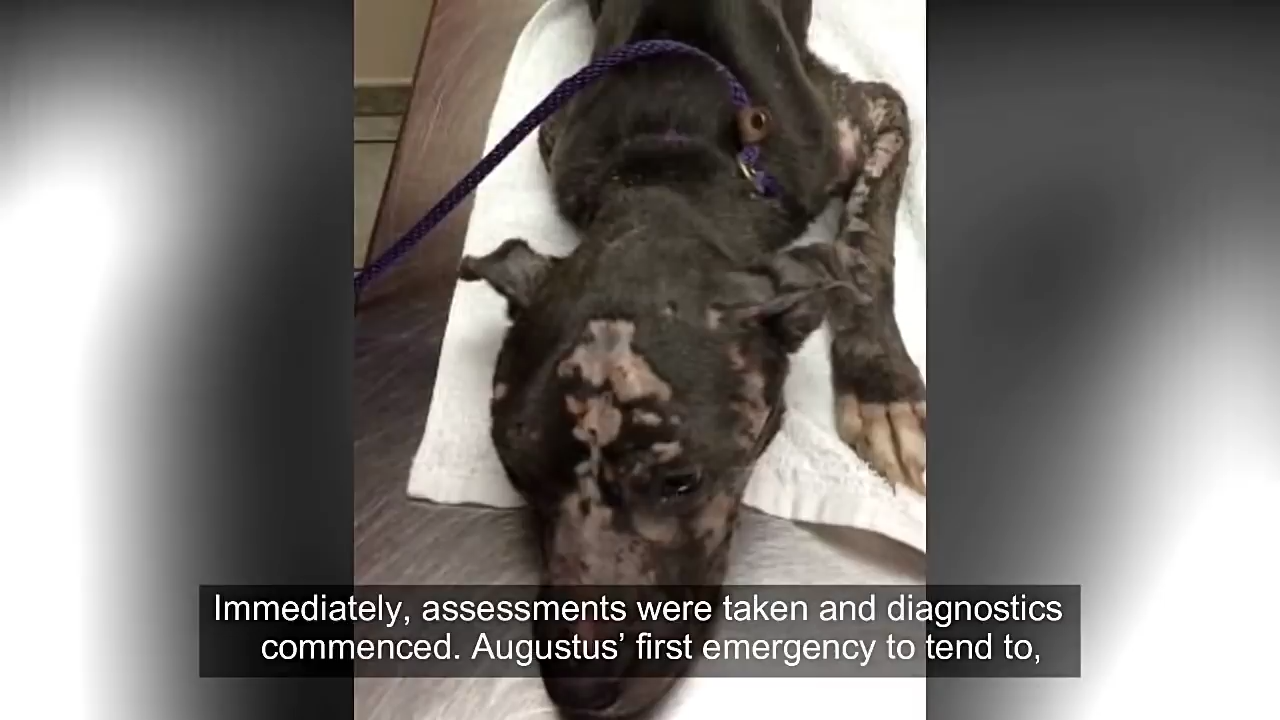 Immediately, assessments were taken and diagnostics
commenced. Augustus’ first emergency to tend to,